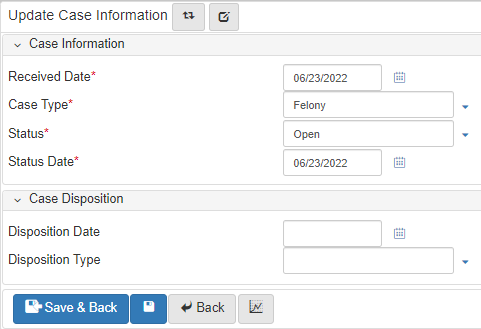 Update Case Information
Case Information
Received Date* 06/23/2022
Case Type* Felony
Status* Open
Status Date* 06/23/2022
Case Disposition
Disposition Date
Disposition Type
Save & Back Back